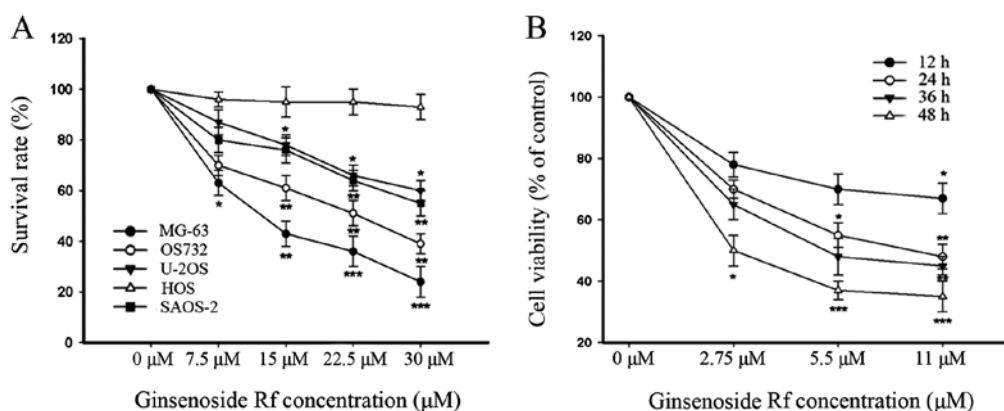 A
Survival rate (%)
120
100
80
60
40
20
0
*
*
*
*
**
**
**
**
**
**
***
***
MG-63
OS732
U-2OS
HOS
SAOS-2
0 μM
7.5 μM
15 μM
22.5 μM
30 μM
Ginsenoside Rf concentration (μM)
B
Cell viability (% of control)
120
100
80
60
40
20
12 h
24 h
36 h
48 h
*
*
***
*
**
**
***
0 μM
2.75 μM
5.5 μM
11 μM
Ginsenoside Rf concentration (μM)